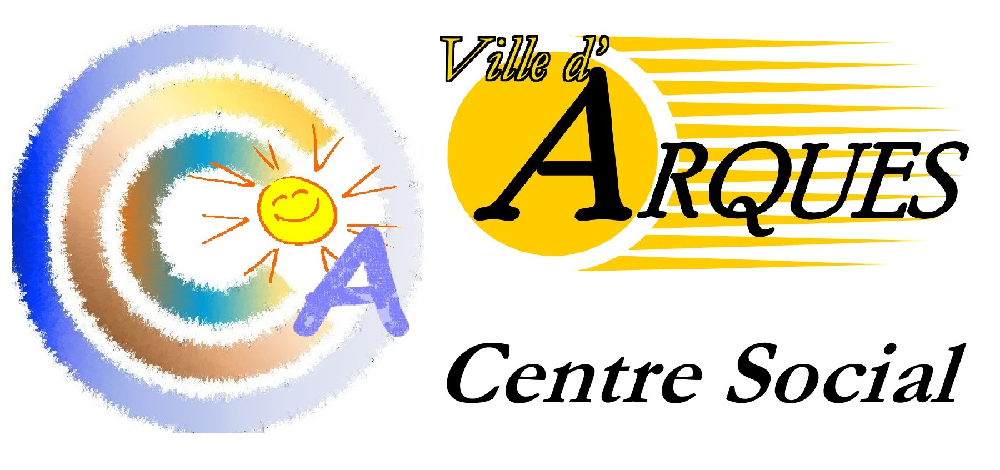 A
Ville d'
ARQUES
Centre Social